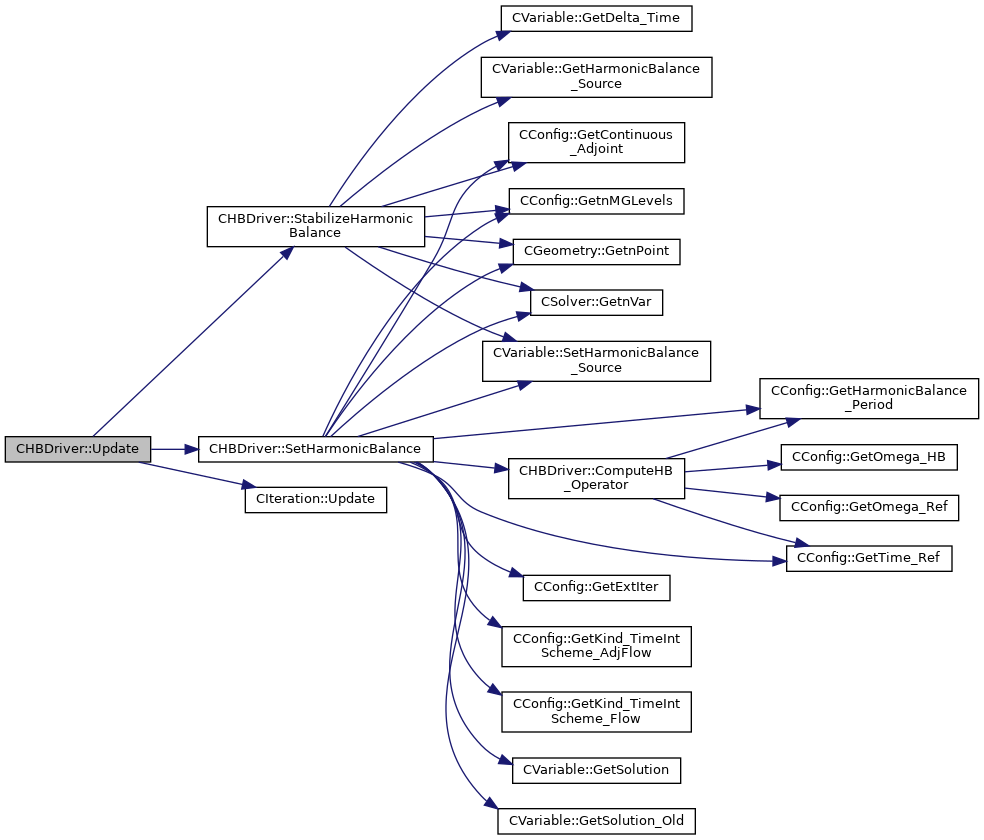 CVariable::GetDelta_Time
CVariable::GetHarmonicBalance
_Source
CConfig::GetContinuous
_Adjoint
CConfig::GetnMGLevels
CHBDriver::StabilizeHarmonic
Balance
CGeometry::GetnPoint
CSolver::GetnVar
CVariable::SetHarmonicBalance
_Source
CConfig::GetHarmonicBalance
_Period
CHBDriver::Update
CHBDriver::SetHarmonicBalance
CConfig::GetOmega_HB
CHBDriver::ComputeHB
_Operator
CIteration::Update
CConfig::GetOmega_Ref
CConfig::GetTime_Ref
CConfig::GetExtIter
CConfig::GetKind_TimeInt
Scheme_AdjFlow
CConfig::GetKind_TimeInt
Scheme_Flow
CVariable::GetSolution
CVariable::GetSolution_Old